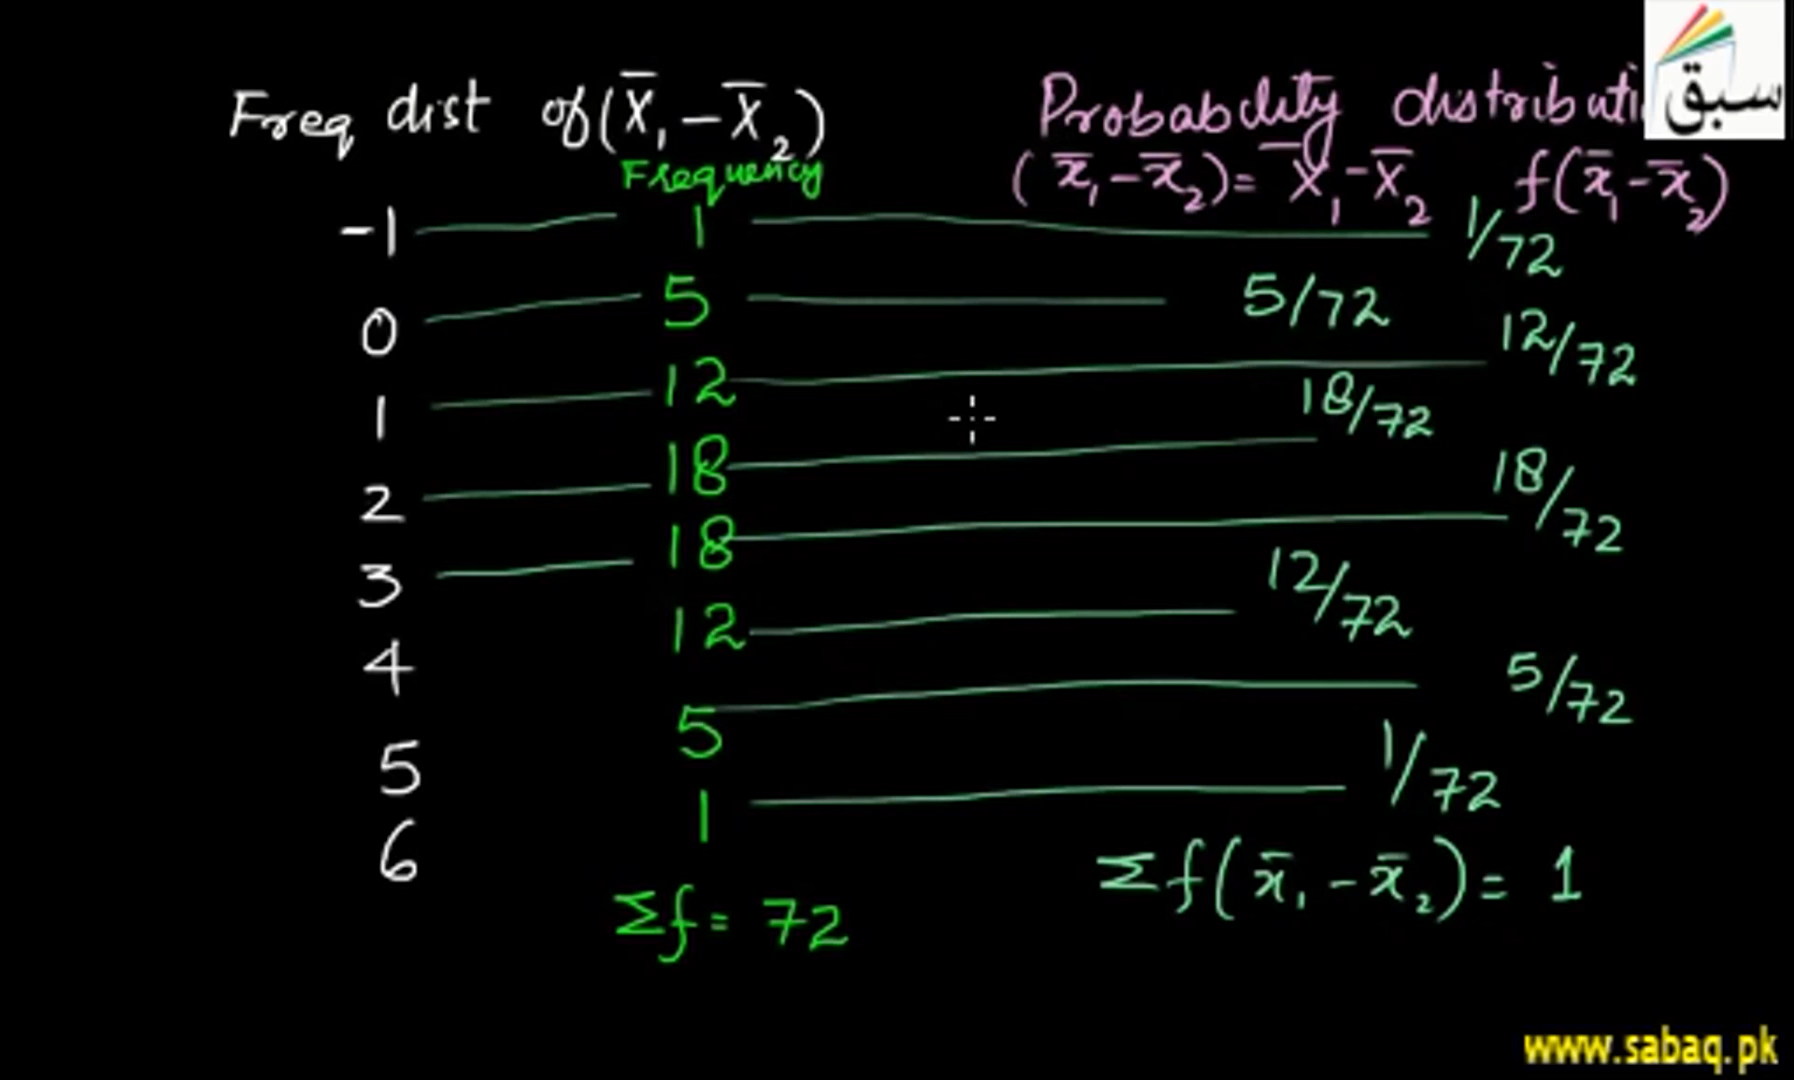 Freq dist of (X̄₁ - X̄₂)
Probability distributi
سبق
Frequency
(x̄₁ - x̄₂) = X̄₁ - X̄₂ f(x̄₁ - x̄₂)
-1 1 1/72
0 5 5/72
1 12 12/72
2 18 18/72
3 18 18/72
4 12 12/72
5 5 5/72
6 1 1/72
Σf = 72
Σf(x̄₁ - x̄₂) = 1
www.sabaq.pk